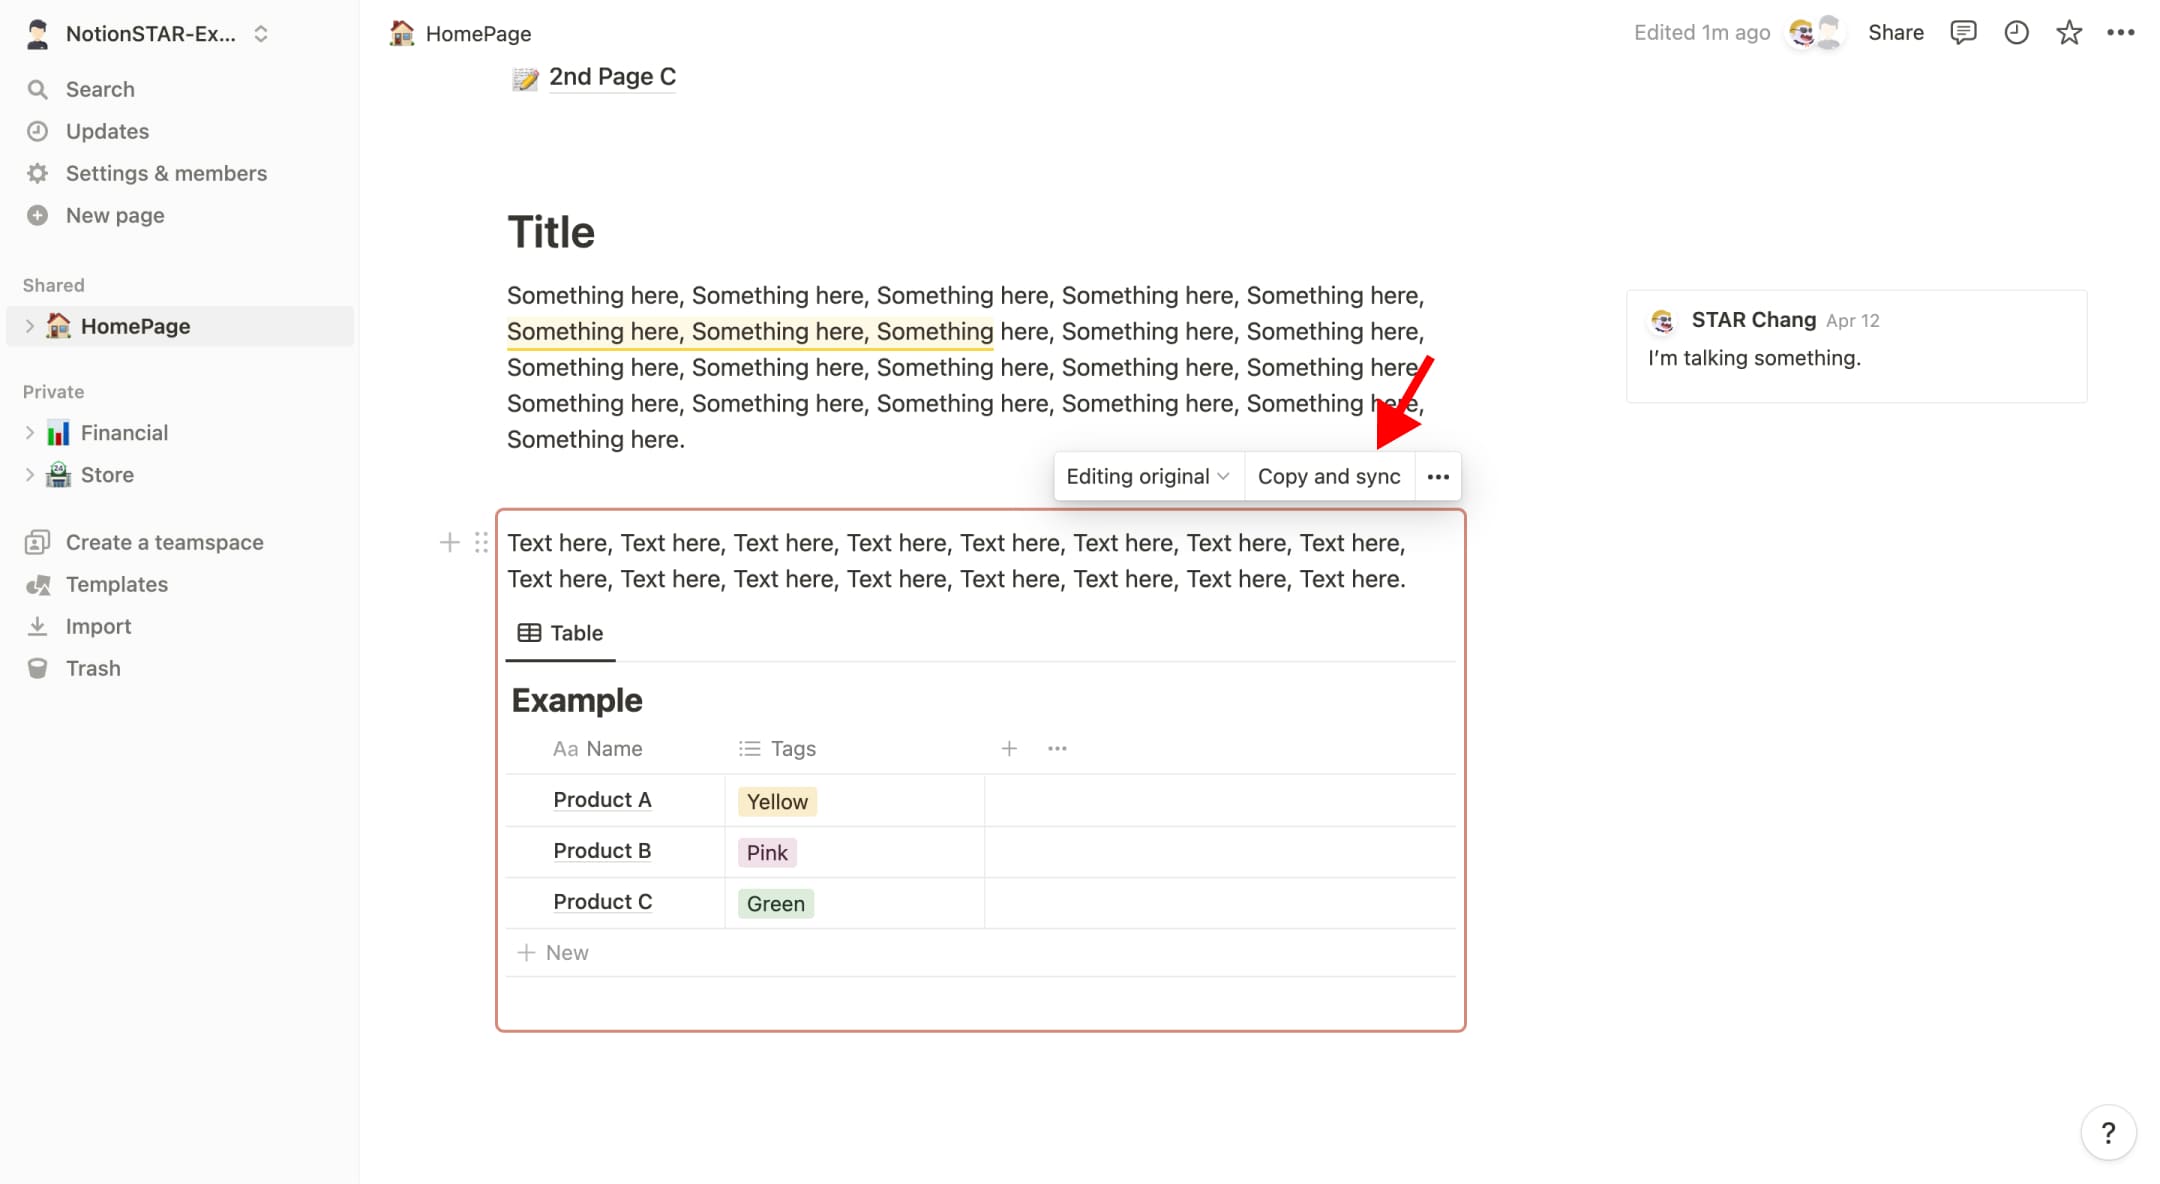 NotionSTAR-Ex...
Search
Updates
Settings & members
New page
Shared
HomePage
Private
Financial
24
Store
Create a teamspace
Templates
Import
Trash
HomePage
Edited 1m ago
Share
2nd Page C
Title
Something here, Something here, Something here, Something here, Something here,
Something here, Something here, Something here, Something here, Something here,
Something here, Something here, Something here, Something here, Something here,
Something here, Something here, Something here, Something here, Something here,
Something here.
STAR Chang Apr 12
I'm talking something.
Editing original
Copy and sync
Text here, Text here, Text here, Text here, Text here, Text here, Text here, Text here,
Text here, Text here, Text here, Text here, Text here, Text here, Text here, Text here.
Table
Example
Aa Name
Tags
Product A
Yellow
Product B
Pink
Product C
Green
New
?